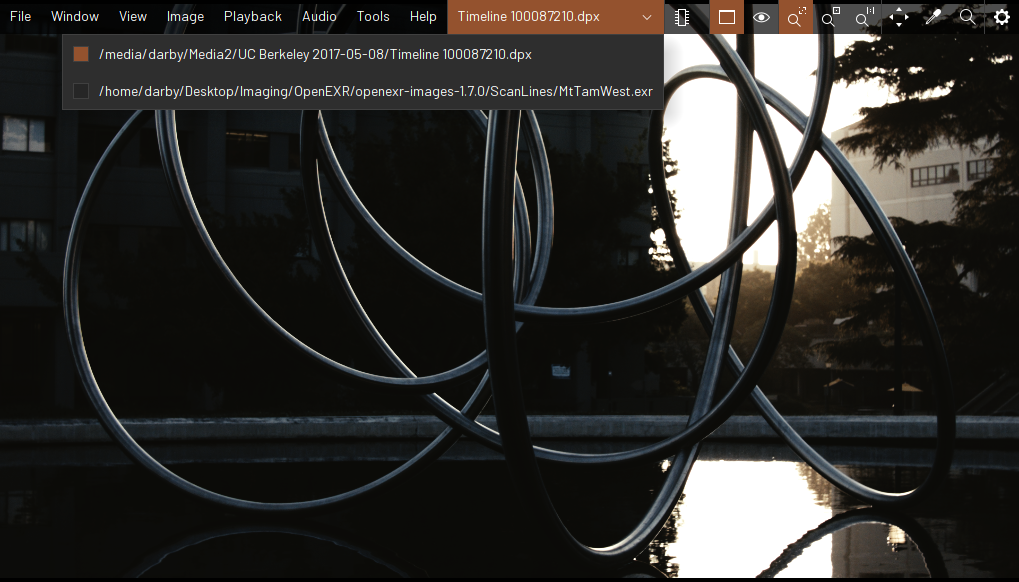 File Window View Image Playback Audio Tools Help Timeline 100087210.dpx
/media/darby/Media2/UC Berkeley 2017-05-08/Timeline 100087210.dpx
/home/darby/Desktop/Imaging/OpenEXR/openexr-images-1.7.0/ScanLines/MtTamWest.exr